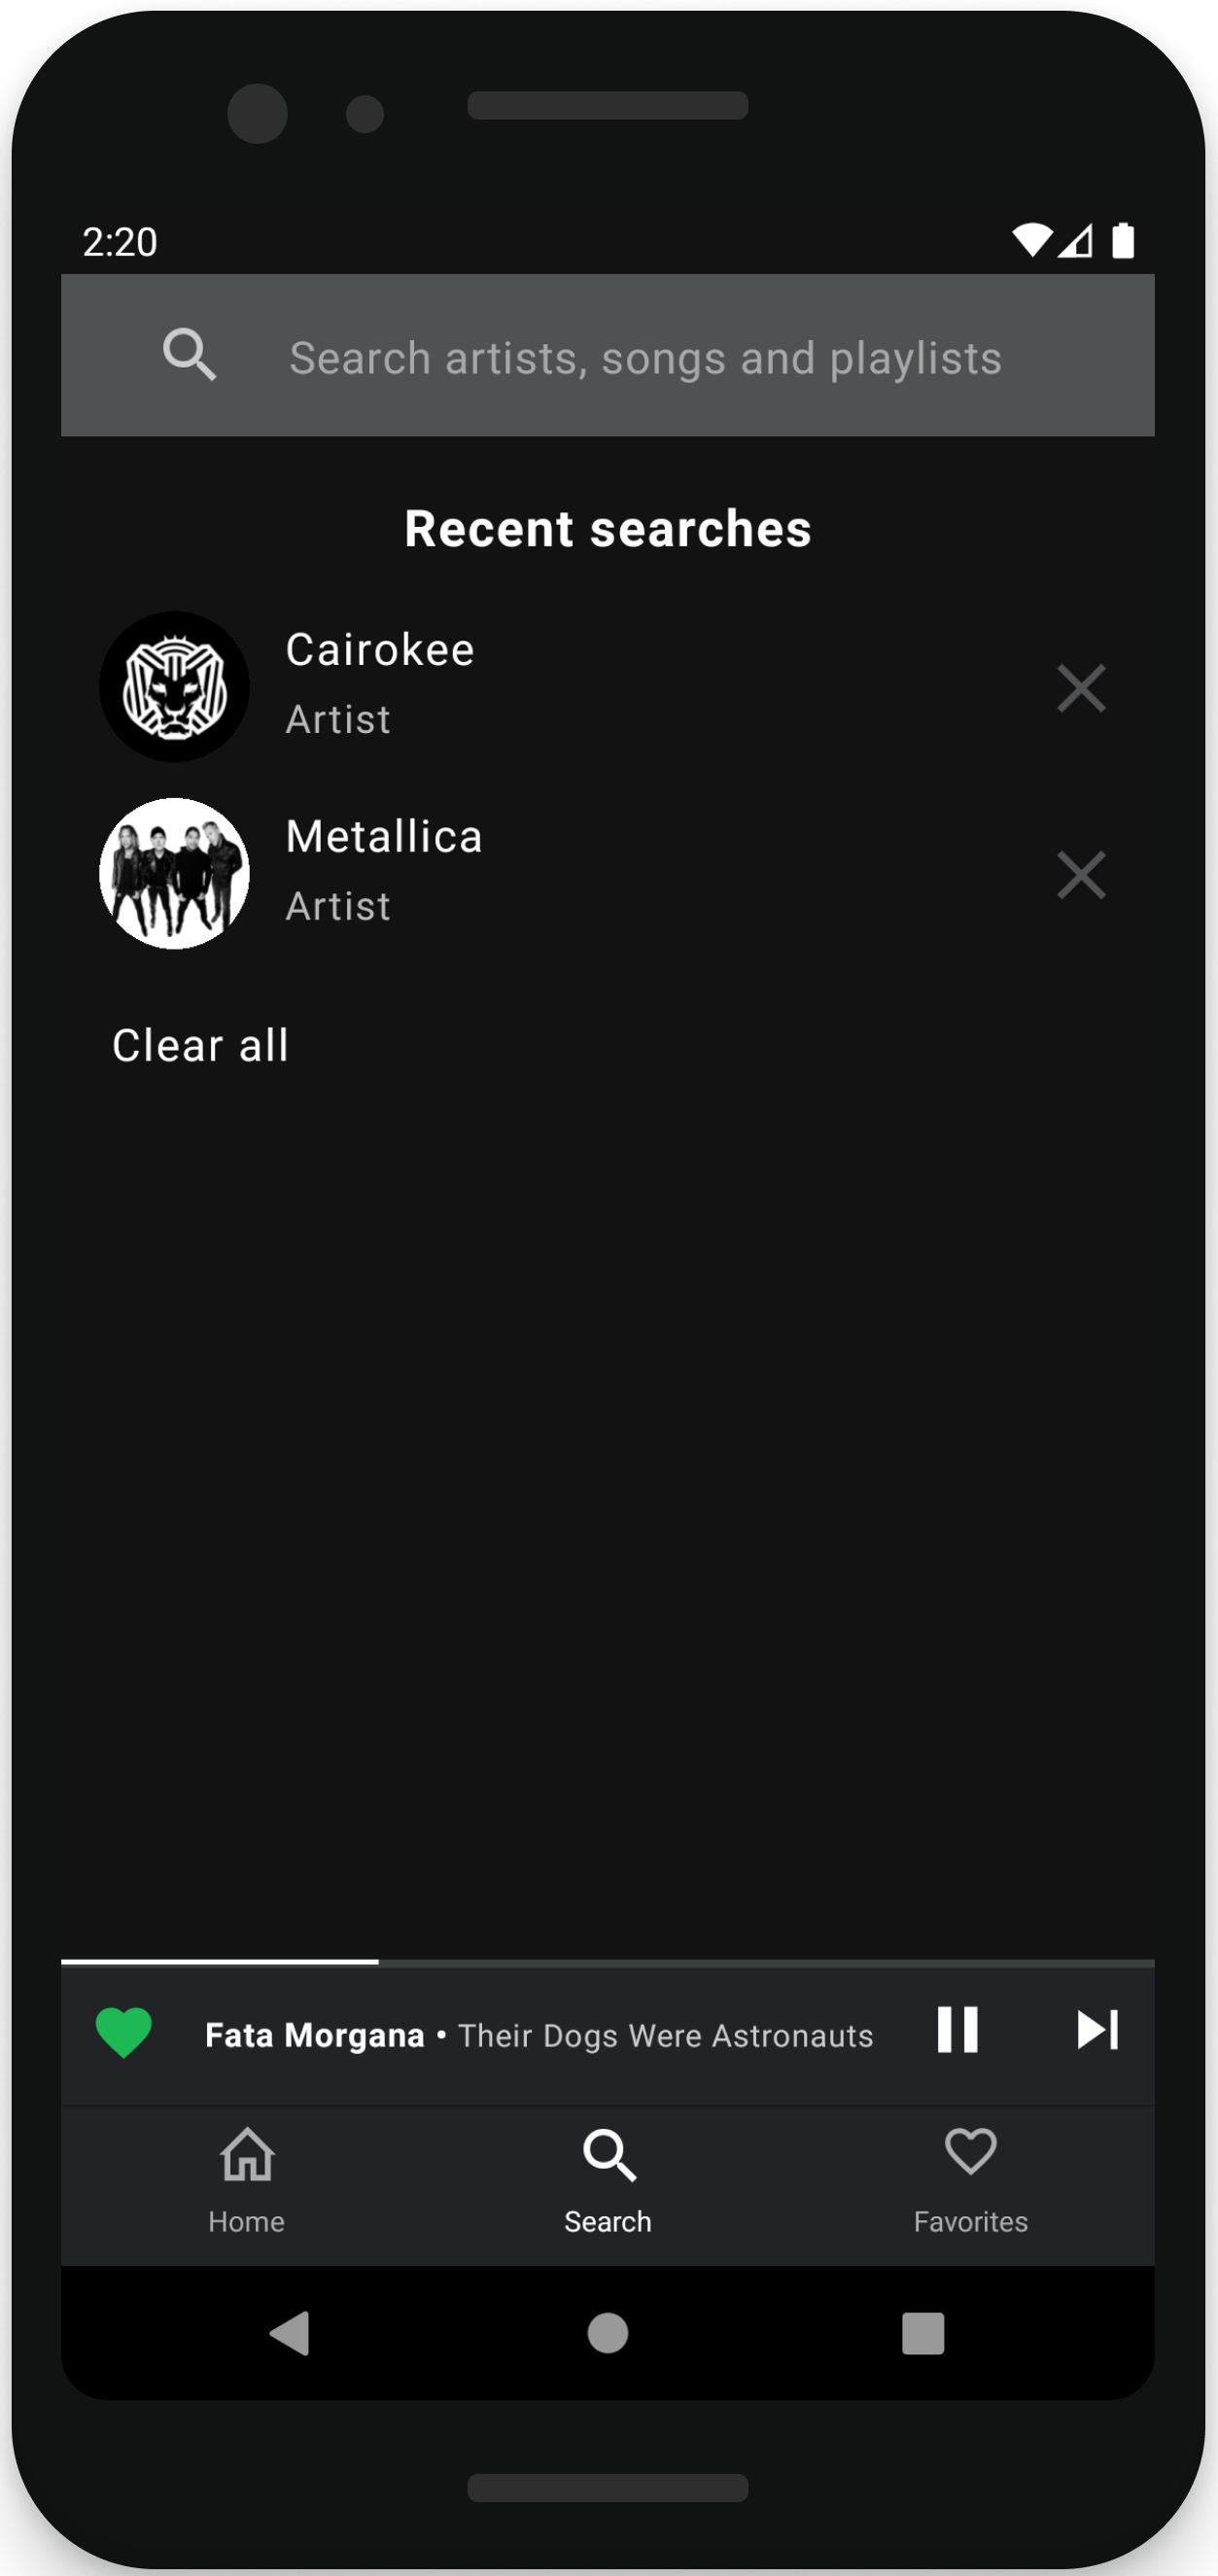 2:20
Search artists, songs and playlists
Recent searches
Cairokee
Artist
Metallica
Artist
Clear all
Fata Morgana • Their Dogs Were Astronauts
Home
Search
Favorites